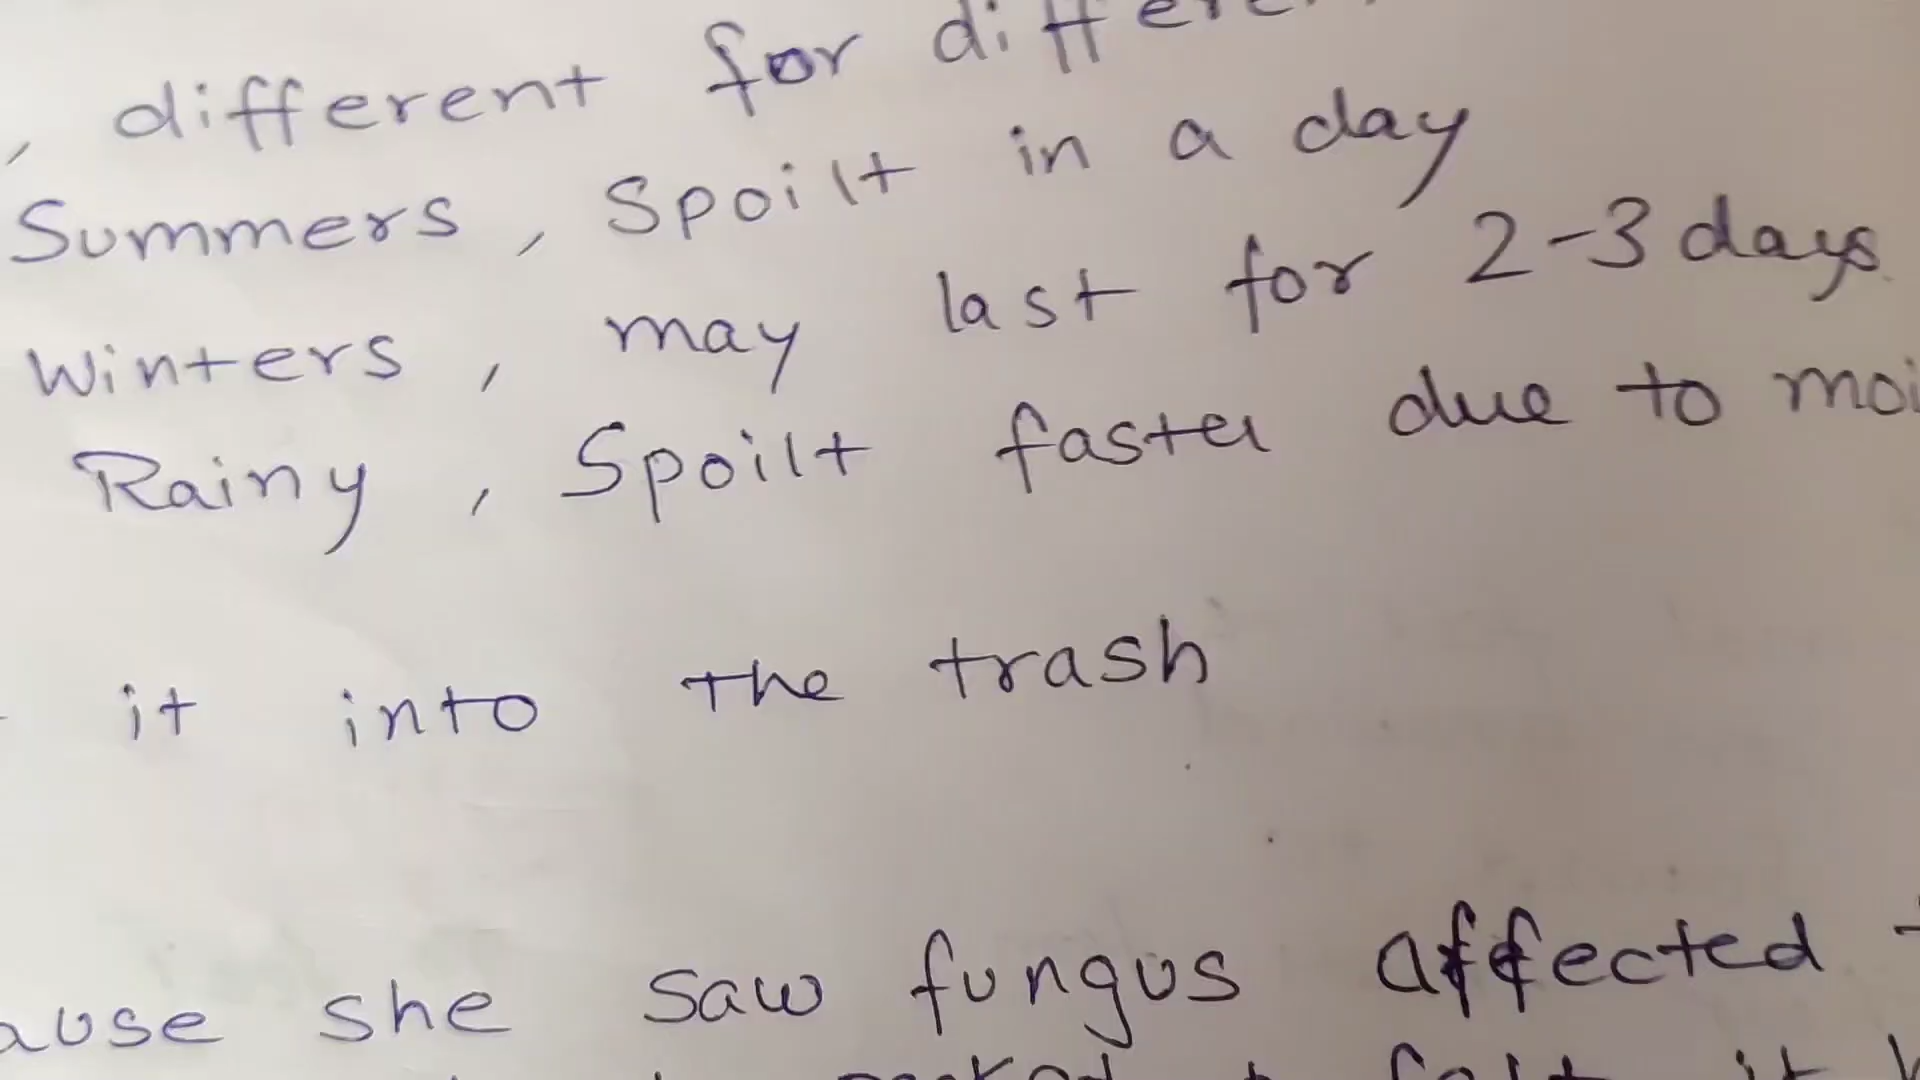 , different for
Summers, Spoilt in a day
Winters, may last for 2-3 days
Rainy, Spoilt faster due to
it into the trash
she saw fungus affected